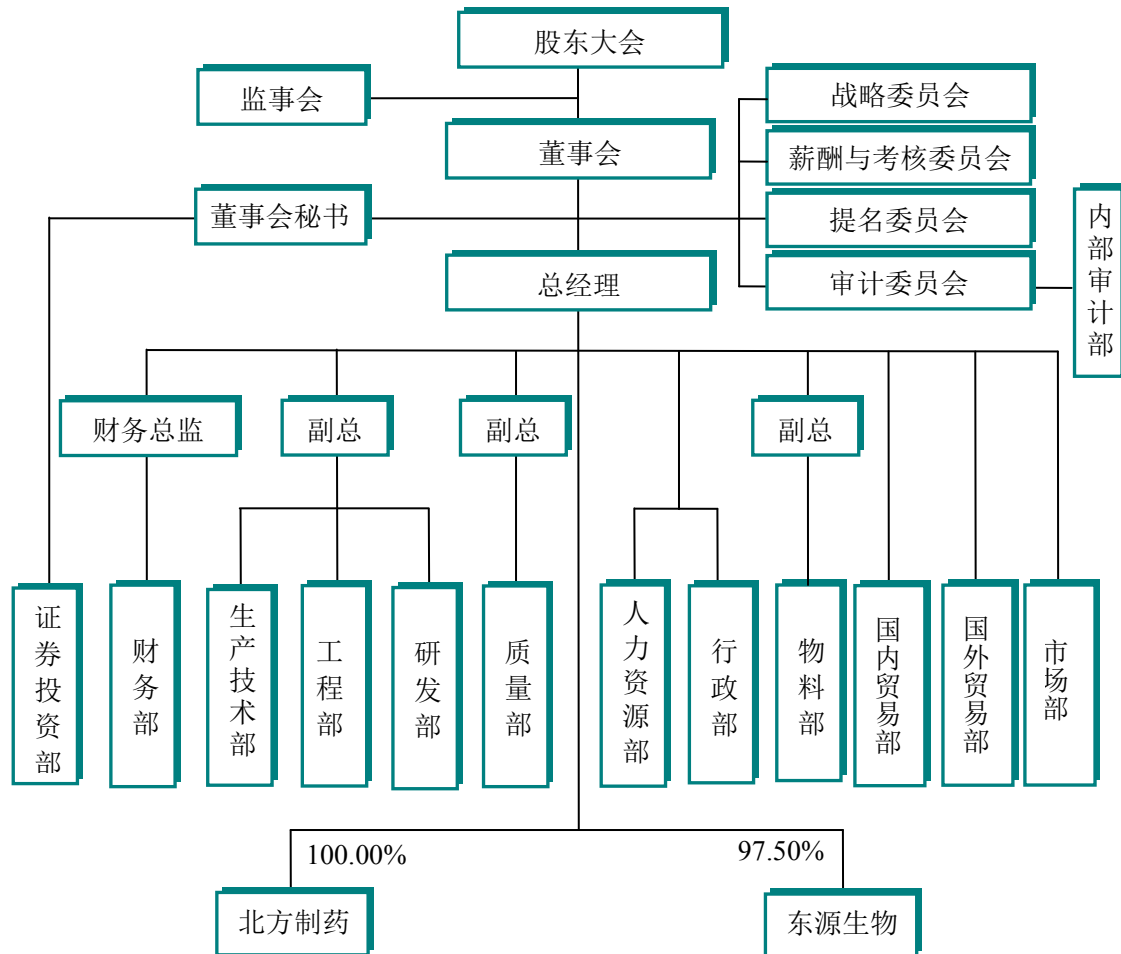 股东大会
监事会
战略委员会
董事会
薪酬与考核委员会
董事会秘书
提名委员会
内部审计部
总经理
审计委员会
财务总监
副总
副总
副总
证券投资部
财务部
生产技术部
工程部
研发部
质量部
人力资源部
行政部
物料部
国内贸易部
国外贸易部
市场部
100.00%
97.50%
北方制药
东源生物